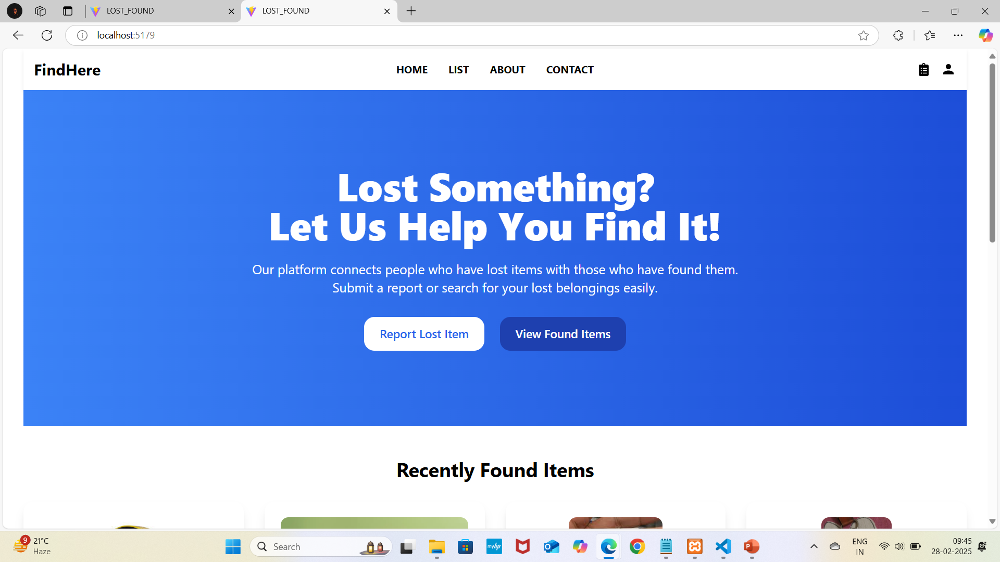 LOST_FOUND
LOST_FOUND
localhost:5179
FindHere
HOME LIST ABOUT CONTACT
Lost Something?
Let Us Help You Find It!
Our platform connects people who have lost items with those who have found them.
Submit a report or search for your lost belongings easily.
Report Lost Item
View Found Items
Recently Found Items
9
21°C
Haze
Search
myhp
ENG
IN
09:45
28-02-2025